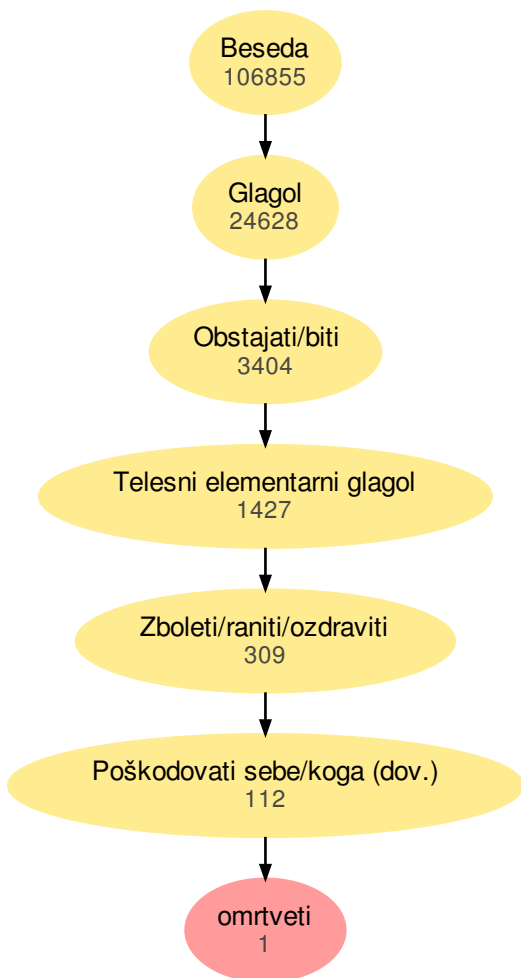 Beseda
106855
Glagol
24628
Obstajati/biti
3404
Telesni elementarni glagol
1427
Zboleti/raniti/ozdraviti
309
Poškodovati sebe/koga (dov.)
112
omrtveti
1